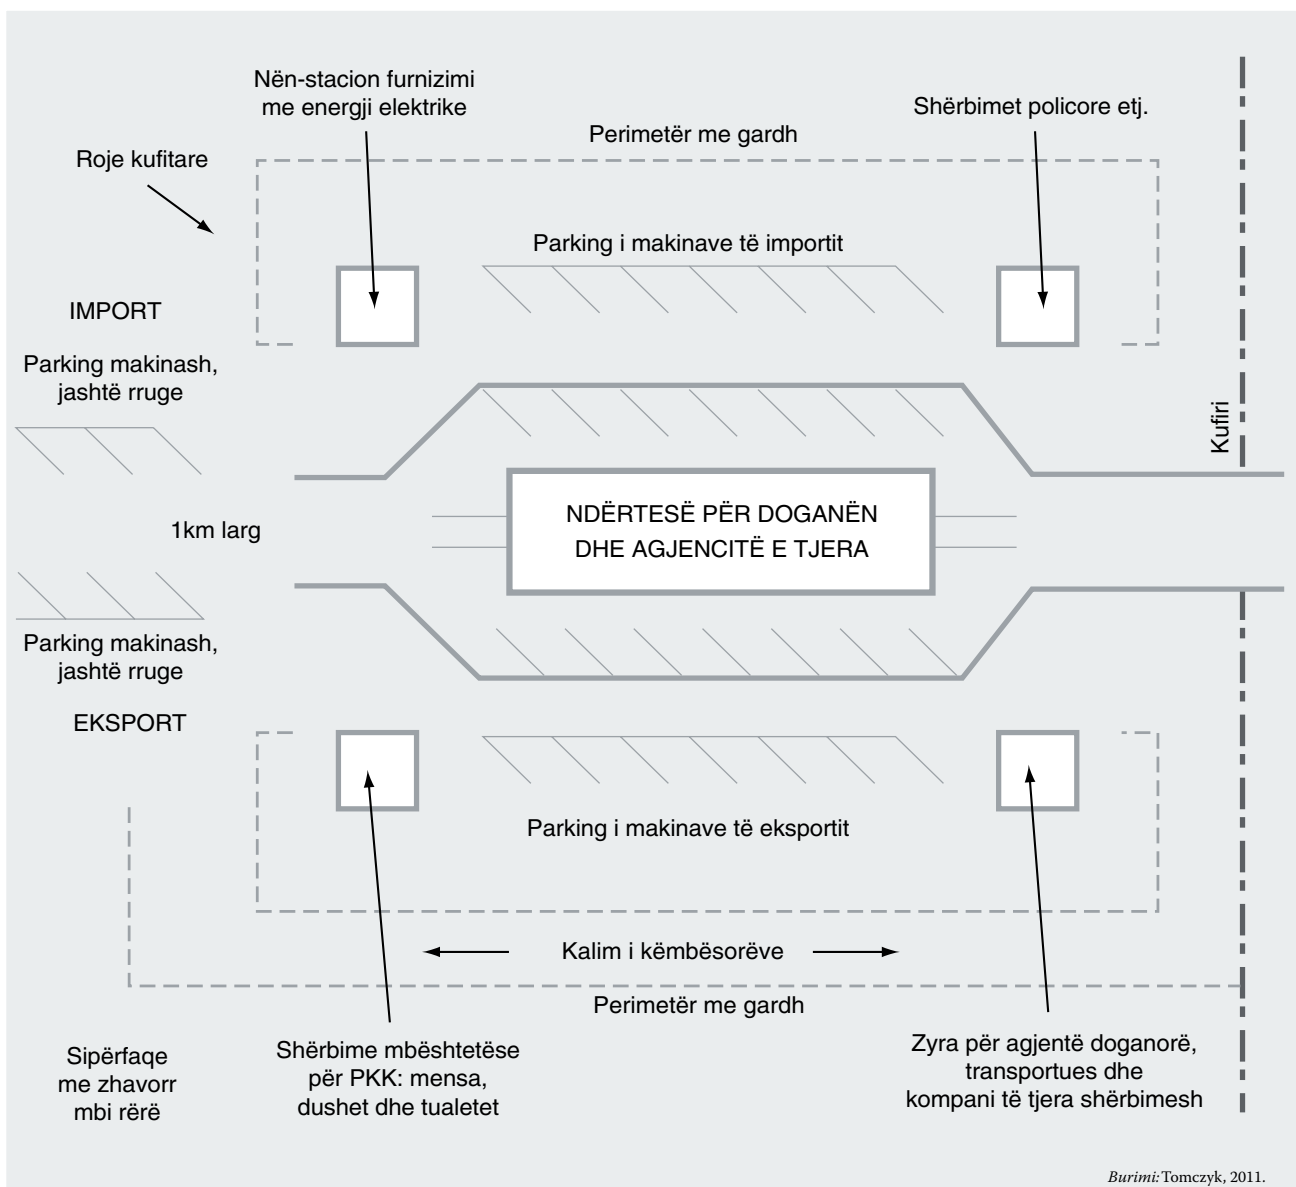 Nën-stacion furnizimi
me energji elektrike
Shërbimet policore etj.
Perimetër me gardh
Roje kufitare
Parking i makinave të importit
IMPORT
Parking makinash,
jashtë rruge
Kufiri
NDËRTESË PËR DOGANËN
DHE AGJENCITË E TJERA
1km larg
Parking makinash,
jashtë rruge
EKSPORT
Parking i makinave të eksportit
Kalim i këmbësorëve
Perimetër me gardh
Sipërfaqe
me zhavorr
mbi rërë
Shërbime mbështetëse
për PKK: mensa,
dushet dhe tualetet
Zyra për agjentë doganorë,
transportues dhe
kompani të tjera shërbimesh
Burimi: Tomczyk, 2011.